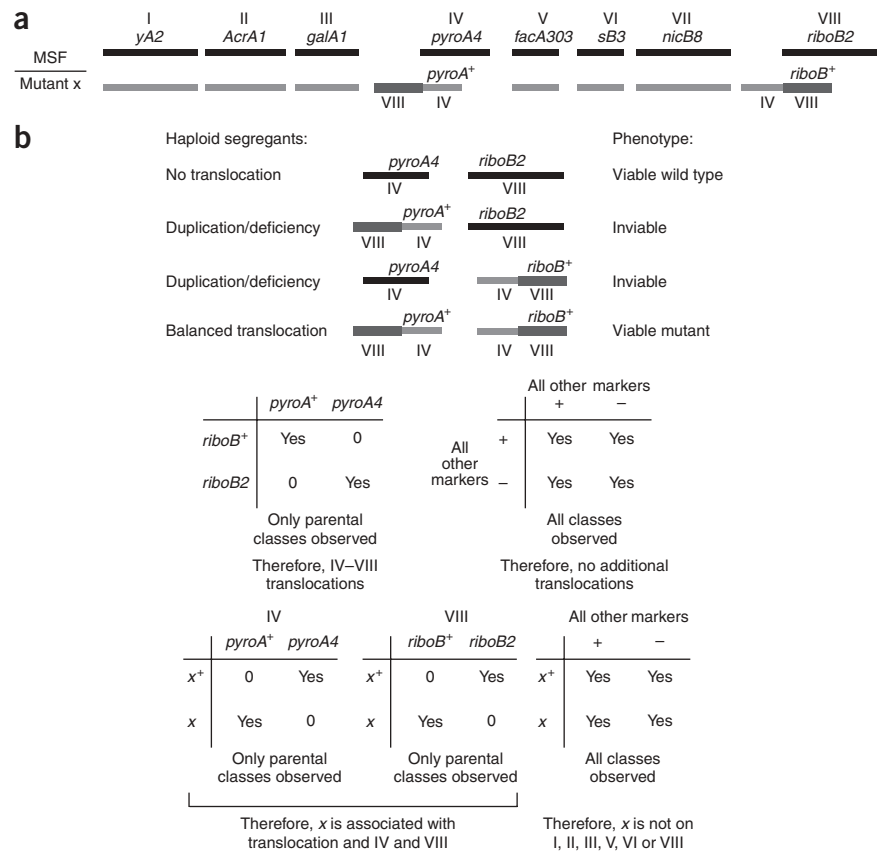 a
I II III IV V VI VII VIII
yA2 AcrA1 galA1 pyroA4 facA303 sB3 nicB8 riboB2
MSF
Mutant x
pyroA+ riboB+
VIII IV IV VIII
b
Haploid segregants: Phenotype:
pyroA4 riboB2
No translocation Viable wild type
IV VIII
pyroA+ riboB2
Duplication/deficiency Inviable
VIII IV VIII
pyroA4 riboB+
Duplication/deficiency Inviable
IV IV VIII
pyroA+ riboB+
Balanced translocation Viable mutant
VIII IV IV VIII
pyroA+ pyroA4
riboB+ Yes 0
riboB2 0 Yes
Only parental
classes observed
Therefore, IV–VIII
translocations
All other markers
+ –
All
other
markers
+ Yes Yes
– Yes Yes
All classes
observed
Therefore, no additional
translocations
IV
pyroA+ pyroA4
x+ 0 Yes
x Yes 0
Only parental
classes observed
VIII
riboB+ riboB2
x+ 0 Yes
x Yes 0
Only parental
classes observed
Therefore, x is associated with
translocation and IV and VIII
All other markers
+ –
x+ Yes Yes
x Yes Yes
All classes
observed
Therefore, x is not on
I, II, III, V, VI or VIII